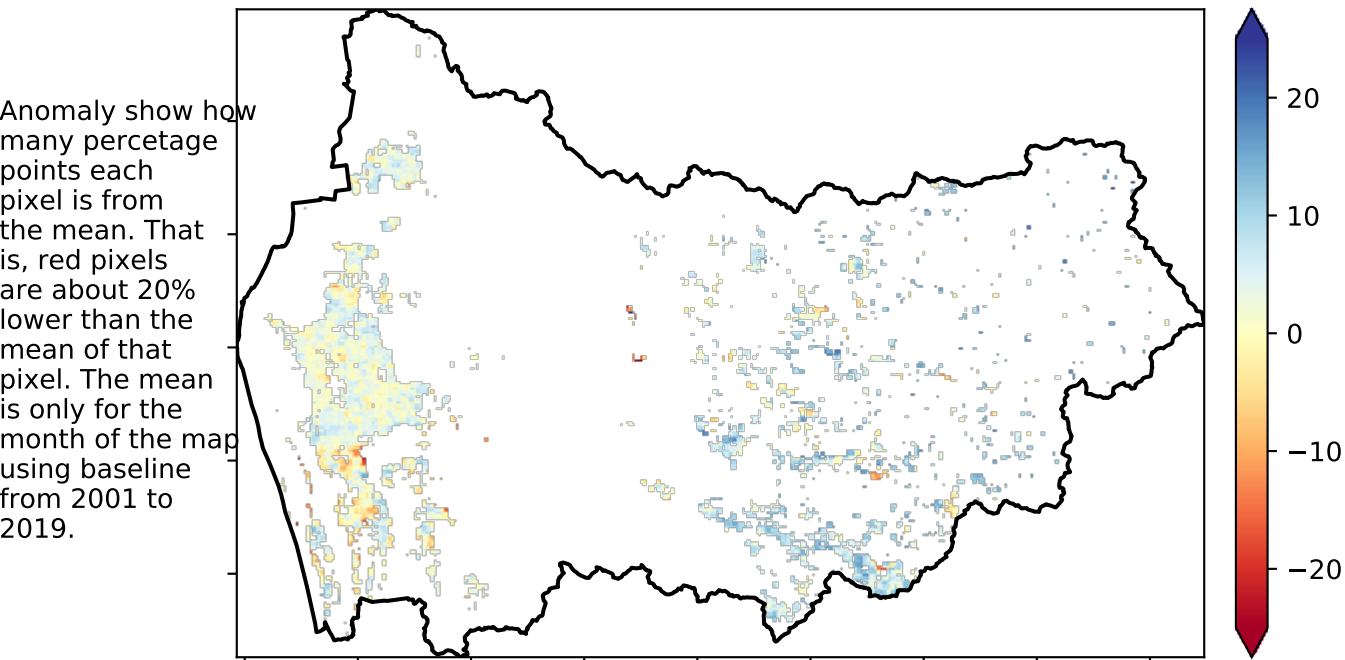 Anomaly show how
many percetage
points each
pixel is from
the mean. That
is, red pixels
are about 20%
lower than the
mean of that
pixel. The mean
is only for the
month of the map
using baseline
from 2001 to
2019.
20
10
0
−10
−20